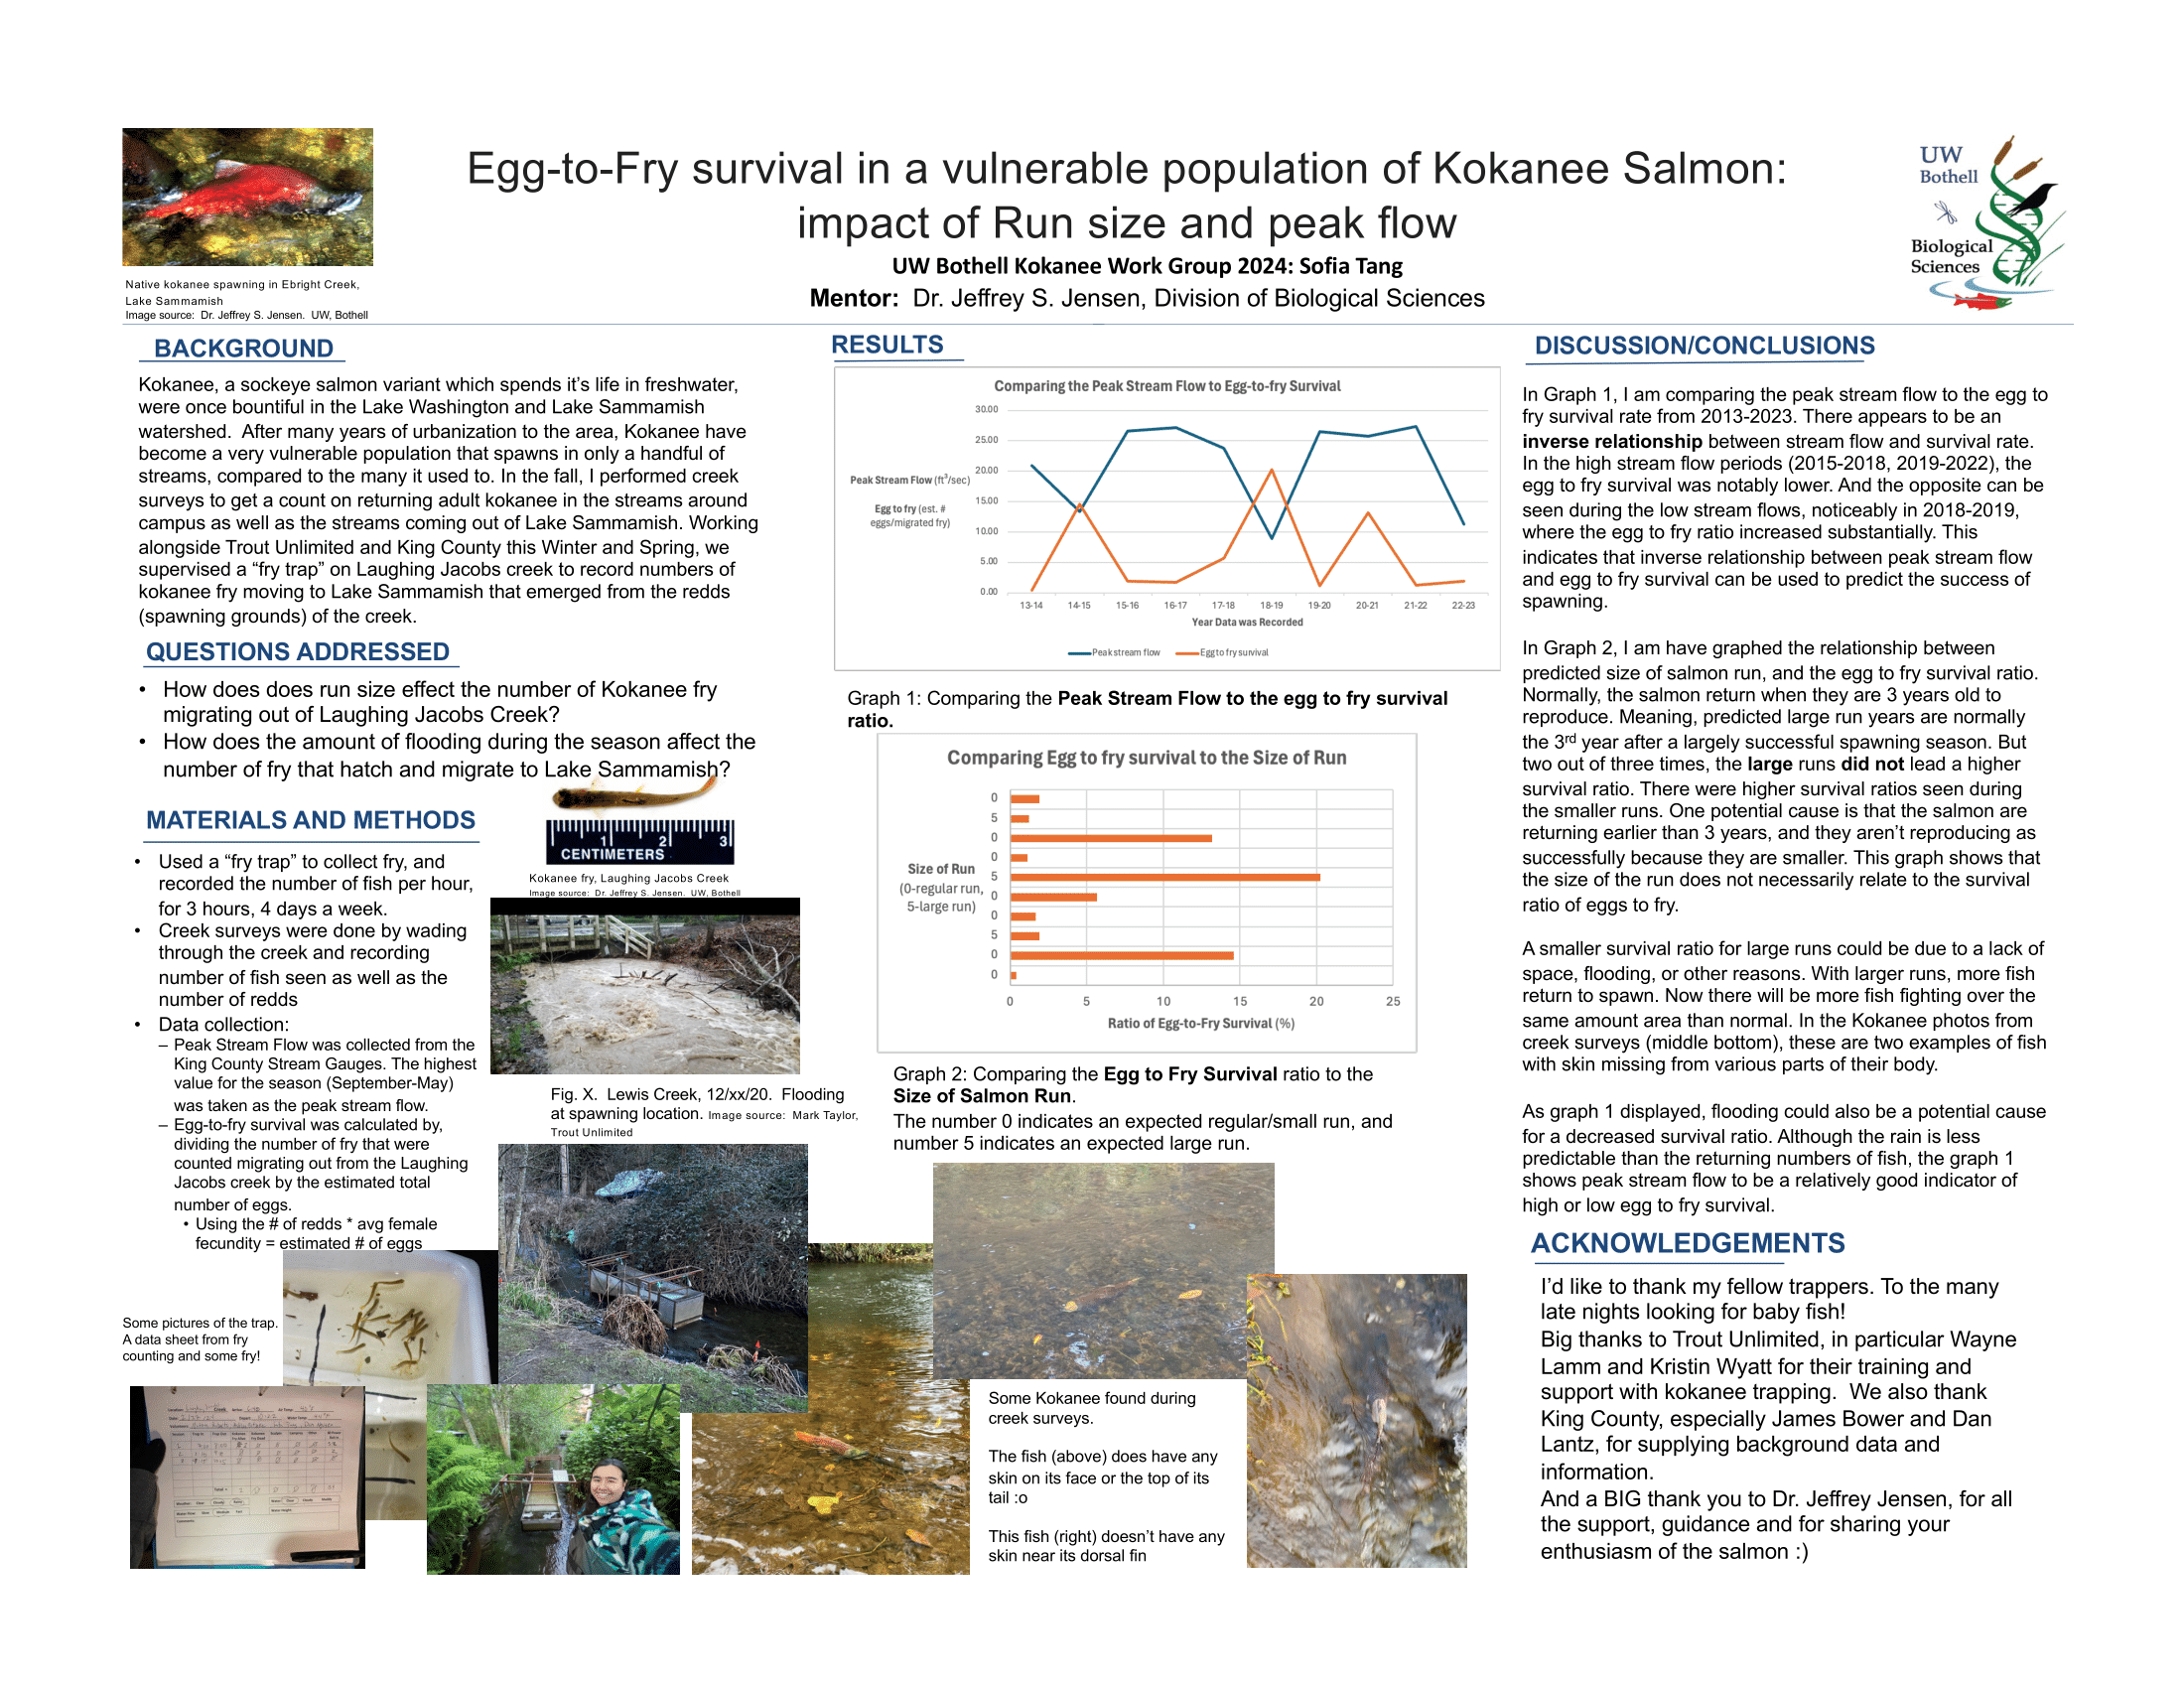 Egg-to-Fry survival in a vulnerable population of Kokanee Salmon:
impact of Run size and peak flow
UW Bothell Kokanee Work Group 2024: Sofia Tang
Mentor: Dr. Jeffrey S. Jensen, Division of Biological Sciences
UW
Bothell
Biological
Sciences
Native kokanee spawning in Ebright Creek,
Lake Sammamish
Image source: Dr. Jeffrey S. Jensen. UW, Bothell
BACKGROUND
Kokanee, a sockeye salmon variant which spends it’s life in freshwater,
were once bountiful in the Lake Washington and Lake Sammamish
watershed. After many years of urbanization to the area, Kokanee have
become a very vulnerable population that spawns in only a handful of
streams, compared to the many it used to. In the fall, I performed creek
surveys to get a count on returning adult kokanee in the streams around
campus as well as the streams coming out of Lake Sammamish. Working
alongside Trout Unlimited and King County this Winter and Spring, we
supervised a “fry trap” on Laughing Jacobs creek to record numbers of
kokanee fry moving to Lake Sammamish that emerged from the redds
(spawning grounds) of the creek.
QUESTIONS ADDRESSED
• How does does run size effect the number of Kokanee fry
migrating out of Laughing Jacobs Creek?
• How does the amount of flooding during the season affect the
number of fry that hatch and migrate to Lake Sammamish?
MATERIALS AND METHODS
• Used a “fry trap” to collect fry, and
recorded the number of fish per hour,
for 3 hours, 4 days a week.
• Creek surveys were done by wading
through the creek and recording
number of fish seen as well as the
number of redds
• Data collection:
– Peak Stream Flow was collected from the
King County Stream Gauges. The highest
value for the season (September-May)
was taken as the peak stream flow.
– Egg-to-fry survival was calculated by,
dividing the number of fry that were
counted migrating out from the Laughing
Jacobs creek by the estimated total
number of eggs.
• Using the # of redds * avg female
fecundity = estimated # of eggs
1 2 3
CENTIMETERS
Kokanee fry, Laughing Jacobs Creek
Image source: Dr. Jeffrey S. Jensen. UW, Bothell
Fig. X. Lewis Creek, 12/xx/20. Flooding
at spawning location. Image source: Mark Taylor,
Trout Unlimited
Some pictures of the trap.
A data sheet from fry
counting and some fry!
RESULTS
Comparing the Peak Stream Flow to Egg-to-fry Survival
Peak Stream Flow (ft³/sec)
Egg to fry (est. #
eggs/migrated fry)
30.00
25.00
20.00
15.00
10.00
5.00
0.00
13-14 14-15 15-16 16-17 17-18 18-19 19-20 20-21 21-22 22-23
Year Data was Recorded
Peak stream flow Egg to fry survival
Graph 1: Comparing the Peak Stream Flow to the egg to fry survival
ratio.
Comparing Egg to fry survival to the Size of Run
Size of Run
(0-regular run,
5-large run)
0
5
0
0
5
0
0
5
0
0
0 5 10 15 20 25
Ratio of Egg-to-Fry Survival (%)
Graph 2: Comparing the Egg to Fry Survival ratio to the
Size of Salmon Run.
The number 0 indicates an expected regular/small run, and
number 5 indicates an expected large run.
Some Kokanee found during
creek surveys.
The fish (above) does have any
skin on its face or the top of its
tail :o
This fish (right) doesn’t have any
skin near its dorsal fin
DISCUSSION/CONCLUSIONS
In Graph 1, I am comparing the peak stream flow to the egg to
fry survival rate from 2013-2023. There appears to be an
inverse relationship between stream flow and survival rate.
In the high stream flow periods (2015-2018, 2019-2022), the
egg to fry survival was notably lower. And the opposite can be
seen during the low stream flows, noticeably in 2018-2019,
where the egg to fry ratio increased substantially. This
indicates that inverse relationship between peak stream flow
and egg to fry survival can be used to predict the success of
spawning.
In Graph 2, I am have graphed the relationship between
predicted size of salmon run, and the egg to fry survival ratio.
Normally, the salmon return when they are 3 years old to
reproduce. Meaning, predicted large run years are normally
the 3rd year after a largely successful spawning season. But
two out of three times, the large runs did not lead a higher
survival ratio. There were higher survival ratios seen during
the smaller runs. One potential cause is that the salmon are
returning earlier than 3 years, and they aren’t reproducing as
successfully because they are smaller. This graph shows that
the size of the run does not necessarily relate to the survival
ratio of eggs to fry.
A smaller survival ratio for large runs could be due to a lack of
space, flooding, or other reasons. With larger runs, more fish
return to spawn. Now there will be more fish fighting over the
same amount area than normal. In the Kokanee photos from
creek surveys (middle bottom), these are two examples of fish
with skin missing from various parts of their body.
As graph 1 displayed, flooding could also be a potential cause
for a decreased survival ratio. Although the rain is less
predictable than the returning numbers of fish, the graph 1
shows peak stream flow to be a relatively good indicator of
high or low egg to fry survival.
ACKNOWLEDGEMENTS
I’d like to thank my fellow trappers. To the many
late nights looking for baby fish!
Big thanks to Trout Unlimited, in particular Wayne
Lamm and Kristin Wyatt for their training and
support with kokanee trapping. We also thank
King County, especially James Bower and Dan
Lantz, for supplying background data and
information.
And a BIG thank you to Dr. Jeffrey Jensen, for all
the support, guidance and for sharing your
enthusiasm of the salmon :)